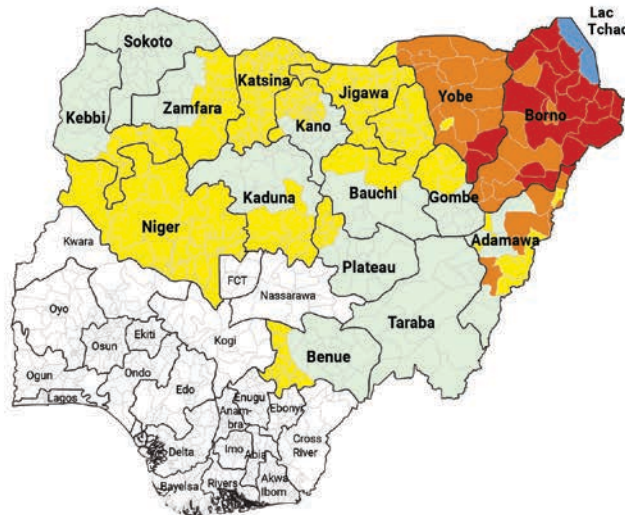 Lac
Tchad
Sokoto
Katsina
Jigawa
Yobe
Borno
Zamfara
Kebbi
Kano
Kaduna
Bauchi
Gombe
Niger
Adamawa
Kwara
FCT
Plateau
Nassarawa
Taraba
Oyo
Kogi
Ekiti
Osun
Benue
Ogun
Ondo
Edo
Lagos
Enugu
Ebonyi
Anam-
bra
Cross
River
Delta
Imo
Abia
Akwa
Ibom
Bayelsa
Rivers